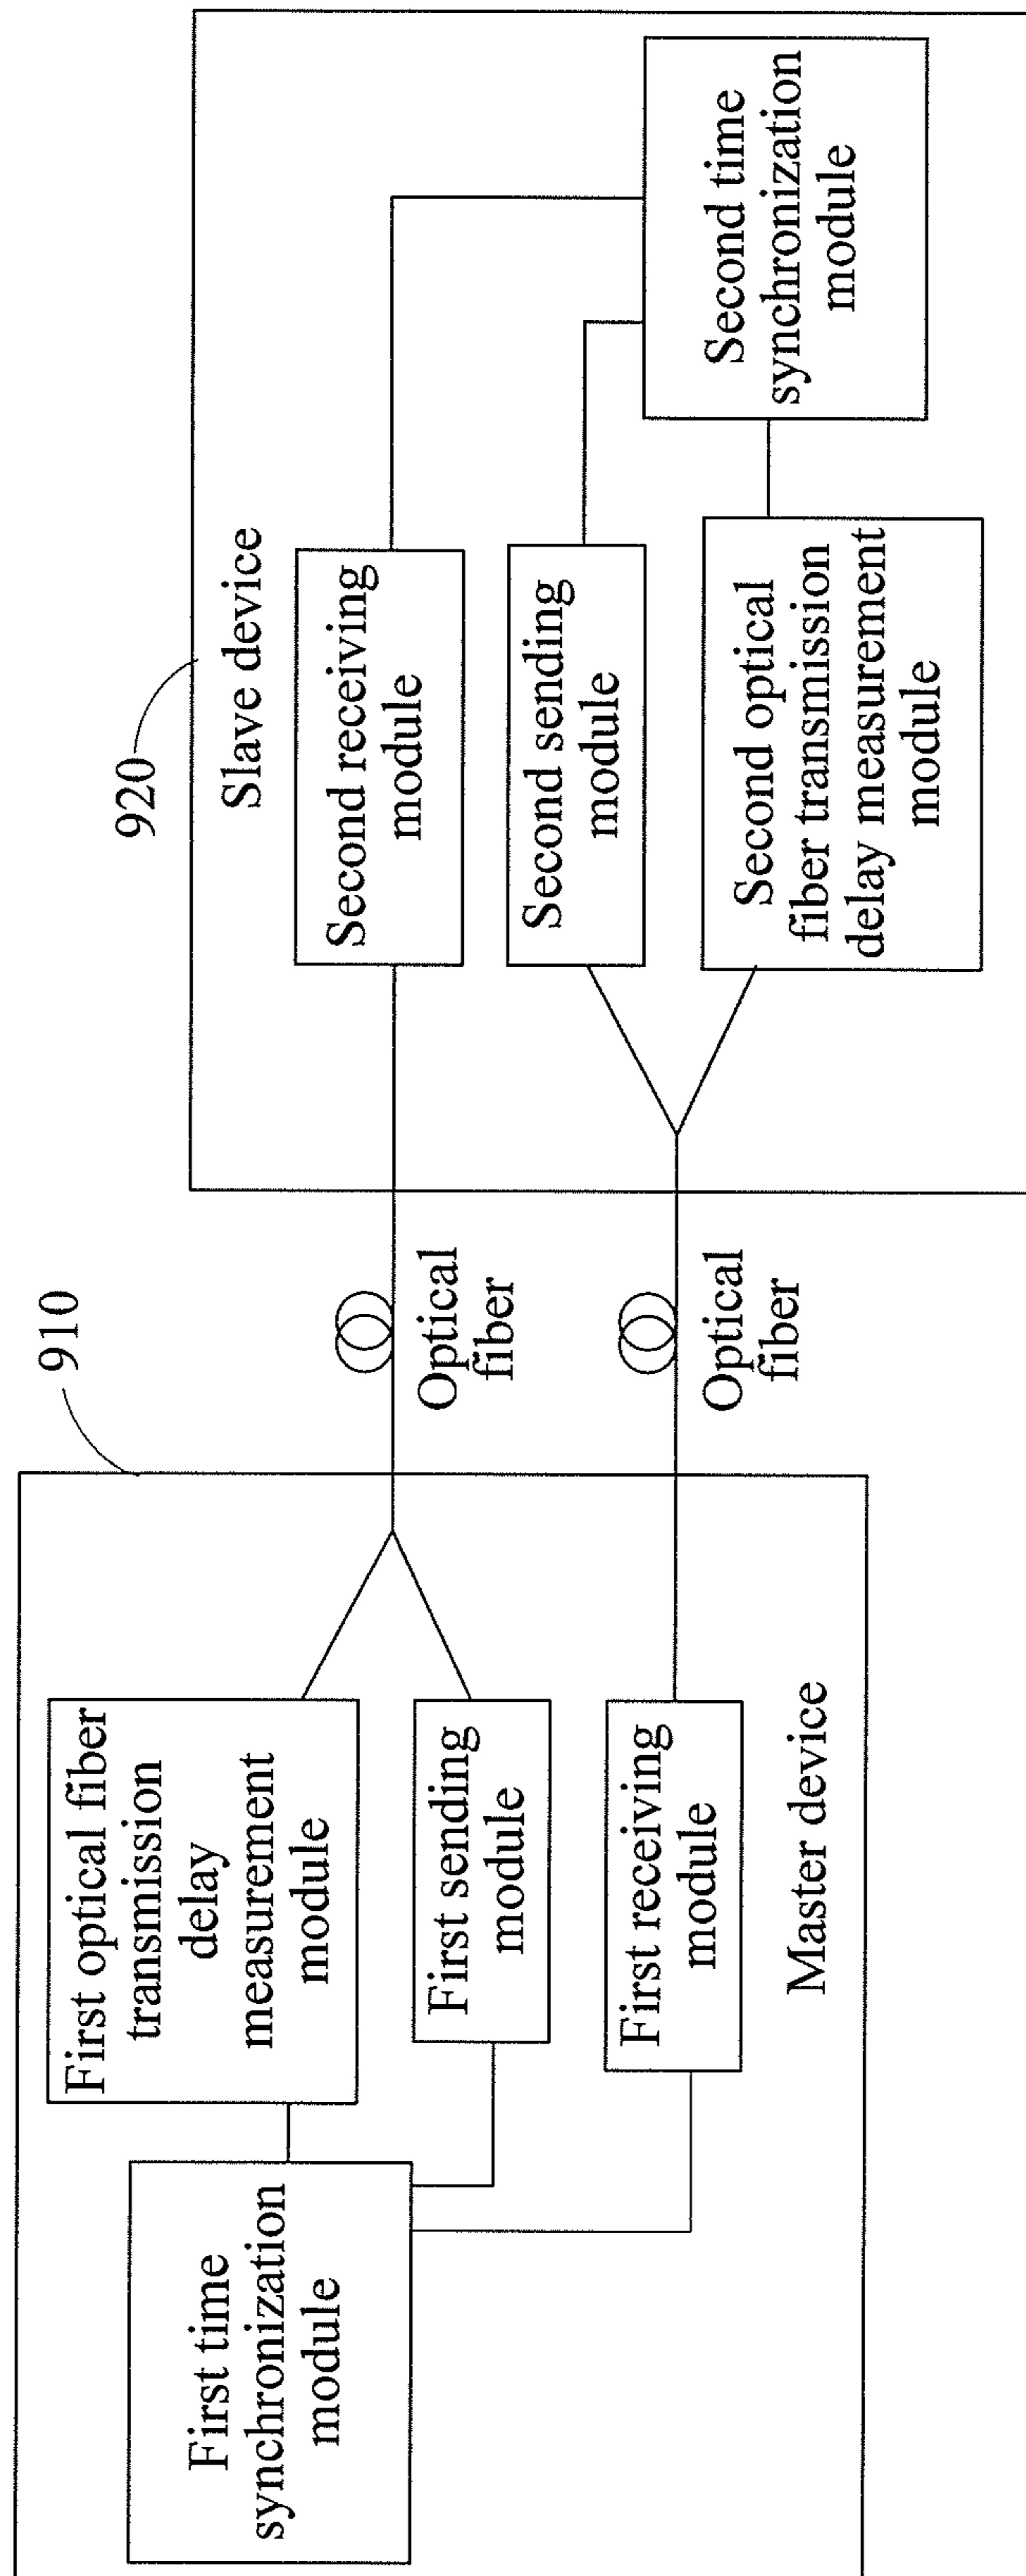 910
First time
synchronization
module
First optical fiber
transmission
delay
measurement
module
First sending
module
First receiving
module
Master device
Optical
fiber
Optical
fiber
920
Slave device
Second receiving
module
Second sending
module
Second optical
fiber transmission
delay measurement
module
Second time
synchronization
module